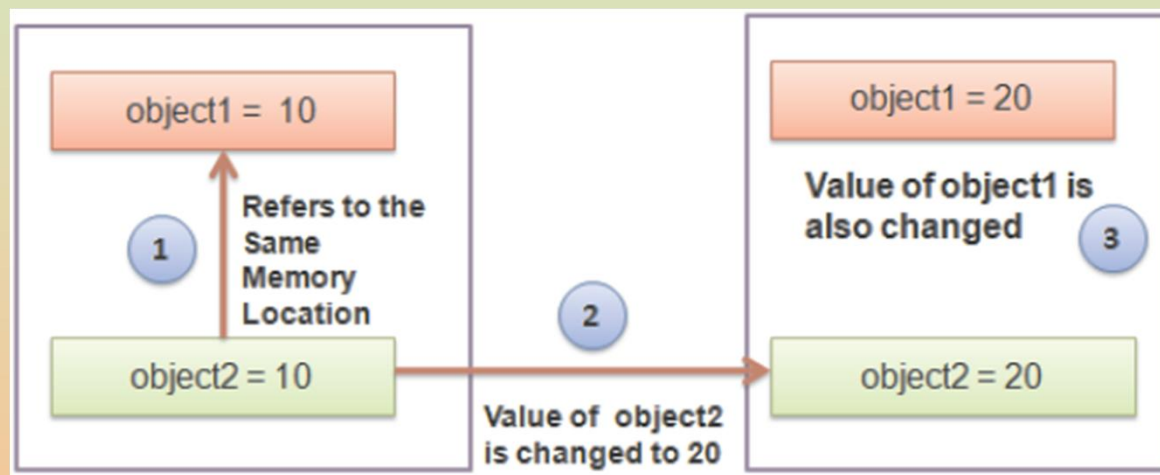 object1 = 10
Refers to the
Same
Memory
Location
1
object2 = 10
2
Value of object2
is changed to 20
object1 = 20
Value of object1 is
also changed
3
object2 = 20